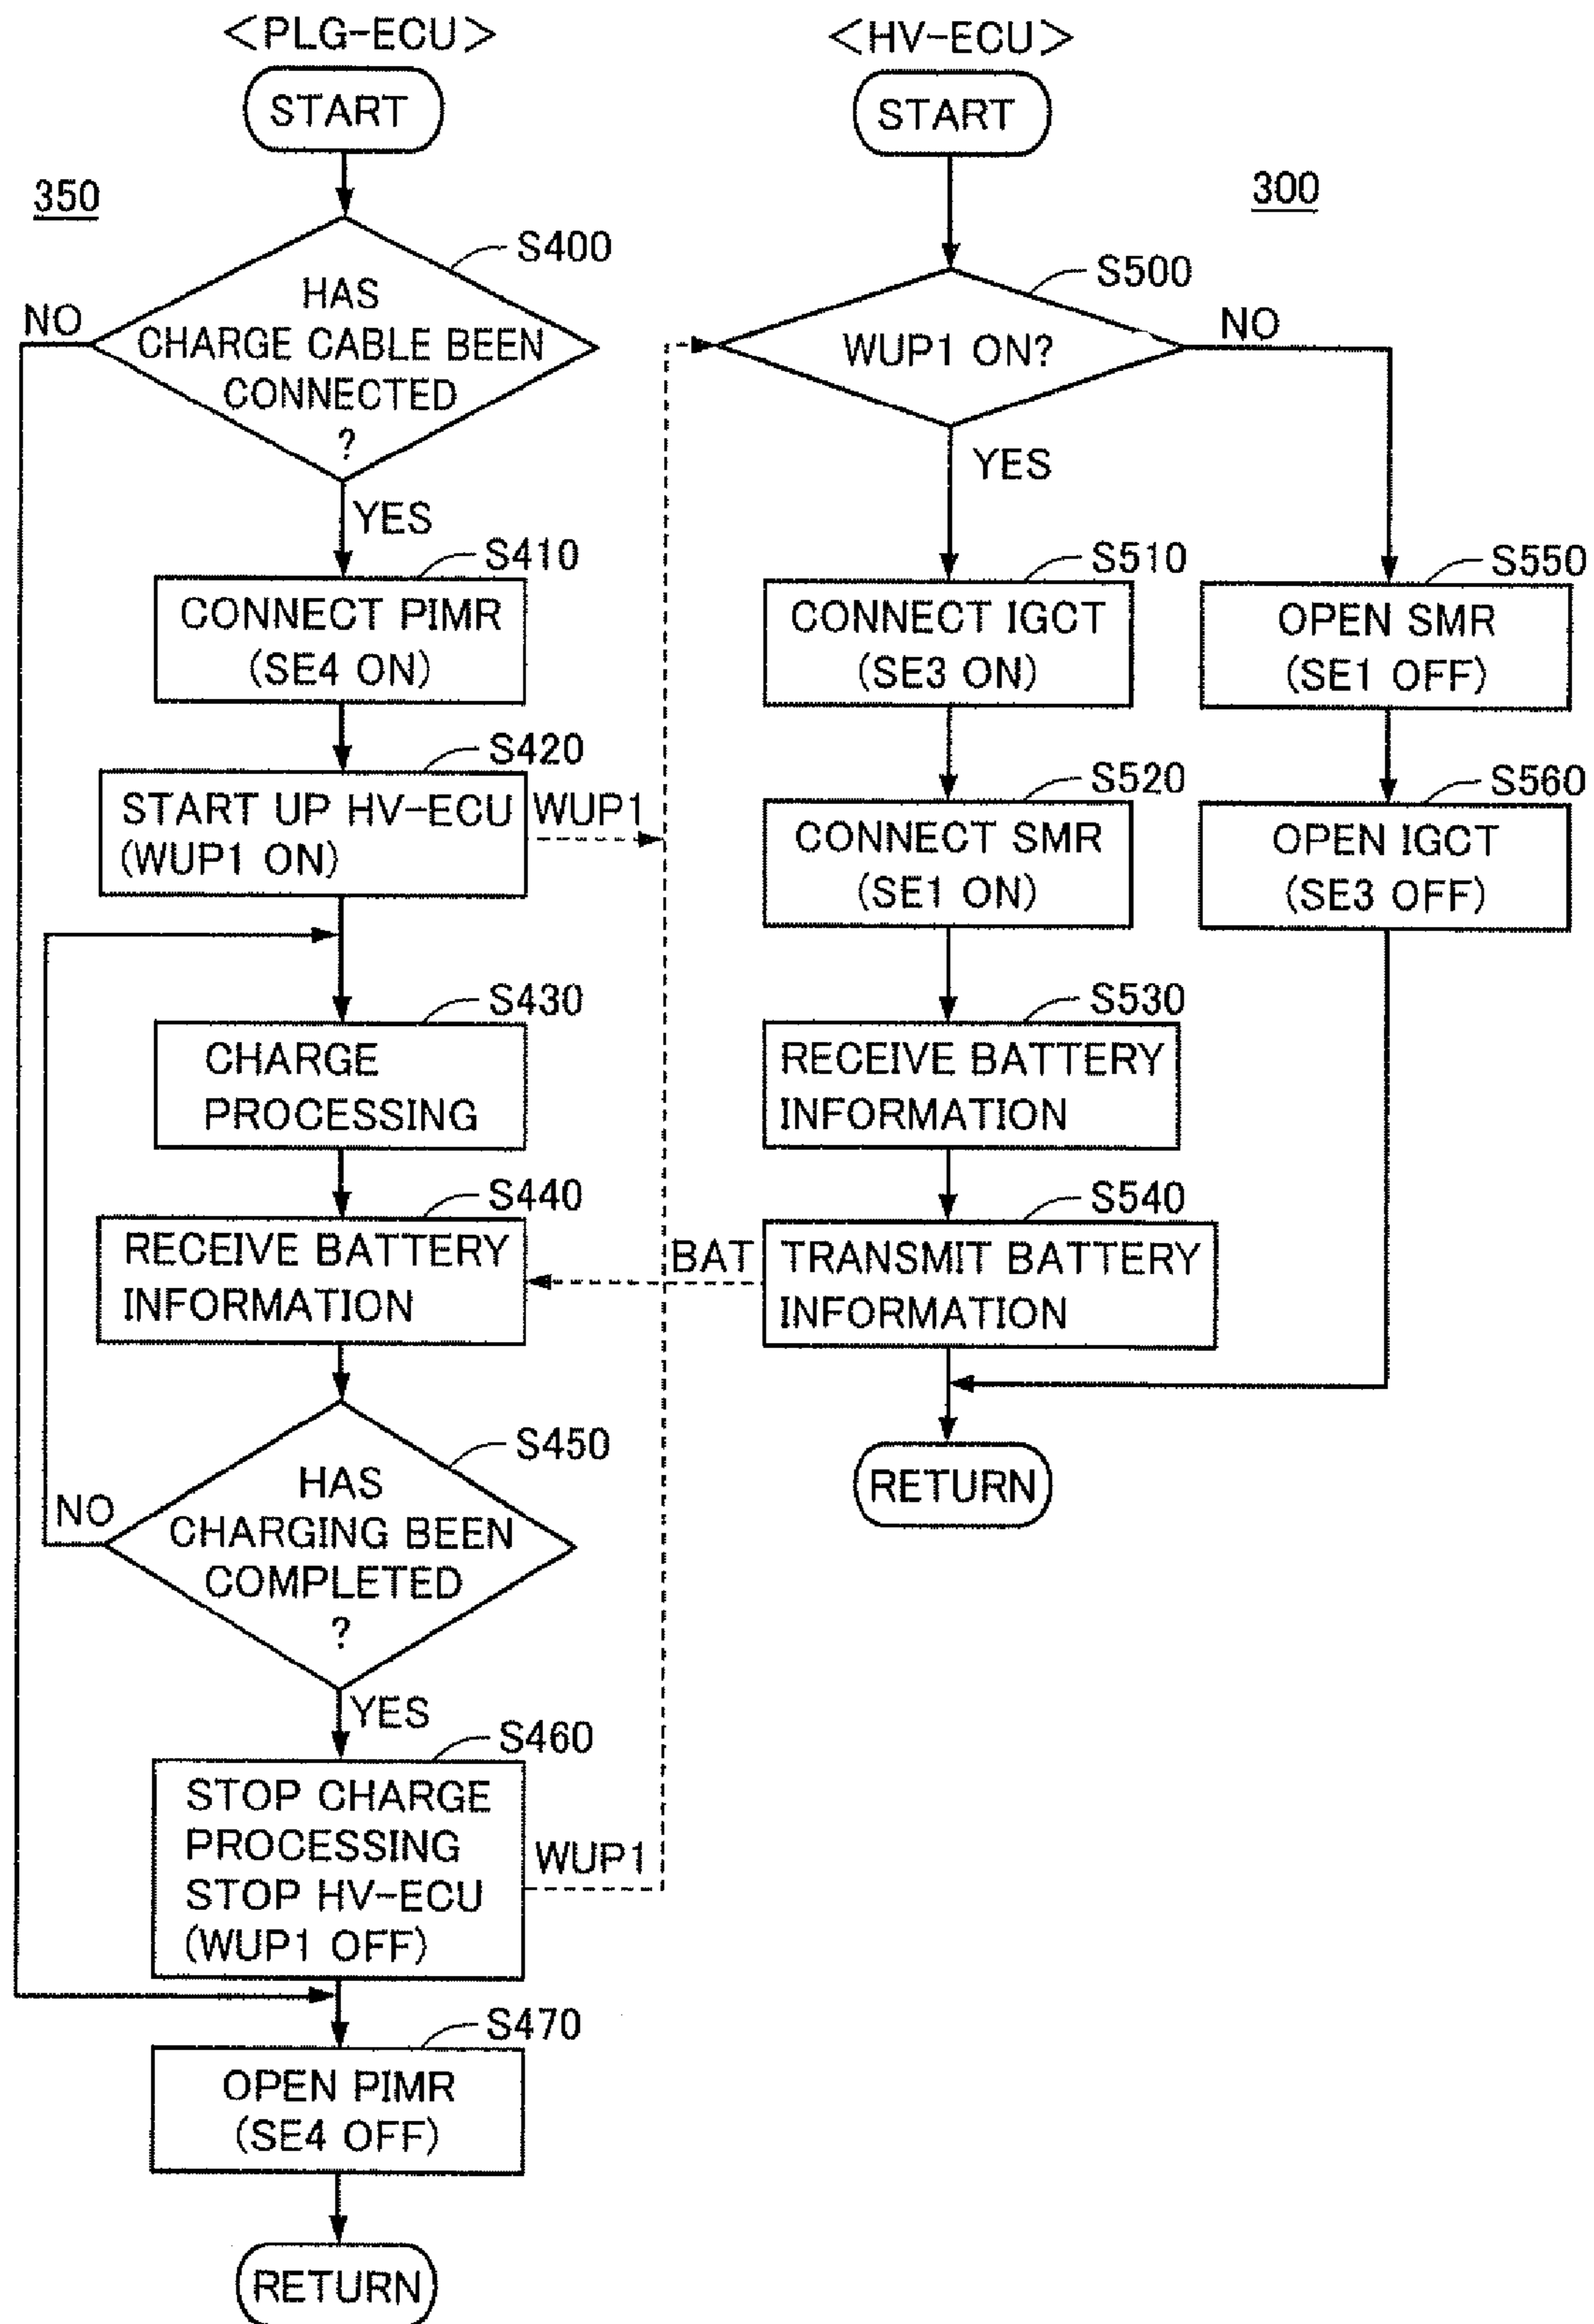 <PLG-ECU>
START
350
S400
HAS
CHARGE CABLE BEEN
CONNECTED
?
NO
YES
S410
CONNECT PIMR
(SE4 ON)
S420
START UP HV-ECU
(WUP1 ON)
WUP1
S430
CHARGE
PROCESSING
S440
RECEIVE BATTERY
INFORMATION
BAT
S450
HAS
CHARGING BEEN
COMPLETED
?
NO
YES
S460
STOP CHARGE
PROCESSING
STOP HV-ECU
(WUP1 OFF)
WUP1
S470
OPEN PIMR
(SE4 OFF)
RETURN
<HV-ECU>
START
300
S500
WUP1 ON?
NO
YES
S510
CONNECT IGCT
(SE3 ON)
S520
CONNECT SMR
(SE1 ON)
S530
RECEIVE BATTERY
INFORMATION
S540
TRANSMIT BATTERY
INFORMATION
S550
OPEN SMR
(SE1 OFF)
S560
OPEN IGCT
(SE3 OFF)
RETURN